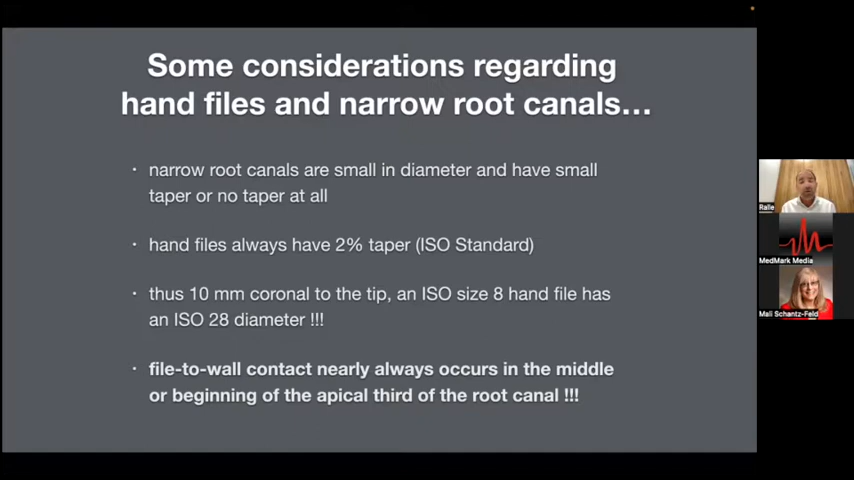 Some considerations regarding
hand files and narrow root canals...
· narrow root canals are small in diameter and have small
taper or no taper at all
· hand files always have 2% taper (ISO Standard)
· thus 10 mm coronal to the tip, an ISO size 8 hand file has
an ISO 28 diameter !!!
· file-to-wall contact nearly always occurs in the middle
or beginning of the apical third of the root canal !!!
Ralle
MedMark Media
Mali Schantz-Feld